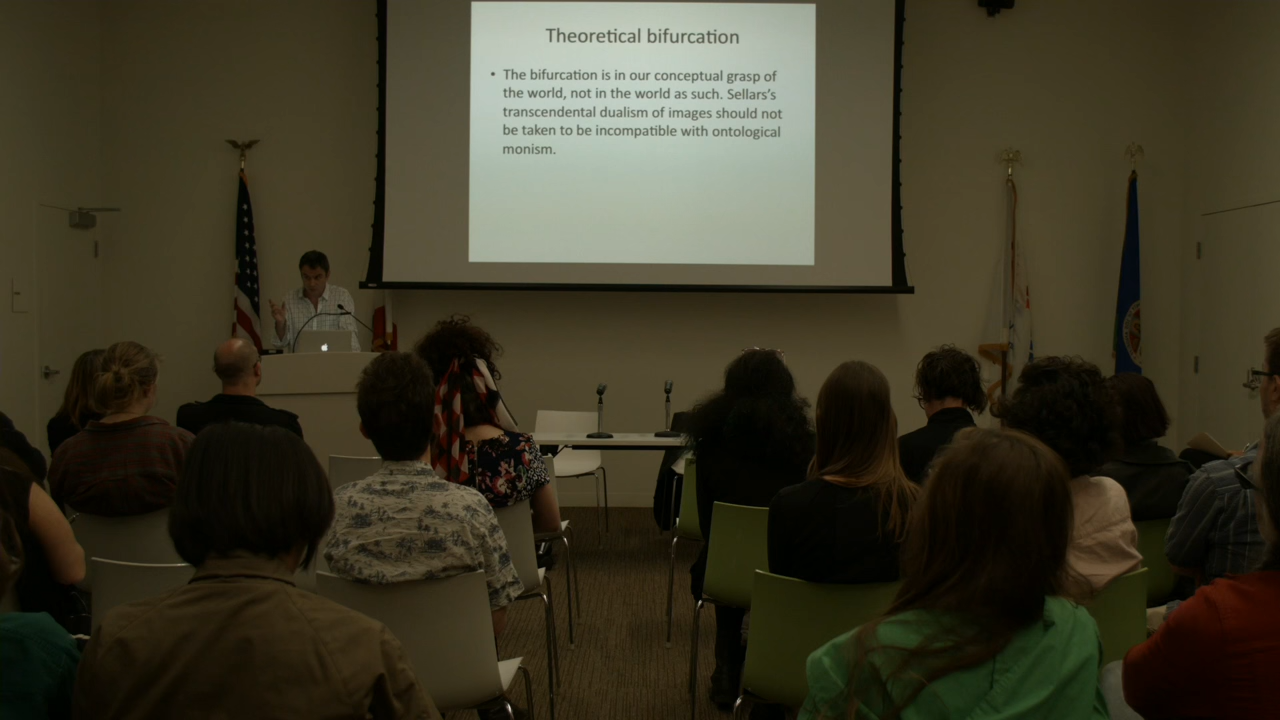 Theoretical bifurcation
• The bifurcation is in our conceptual grasp of
the world, not in the world as such. Sellars's
transcendental dualism of images should not
be taken to be incompatible with ontological
monism.